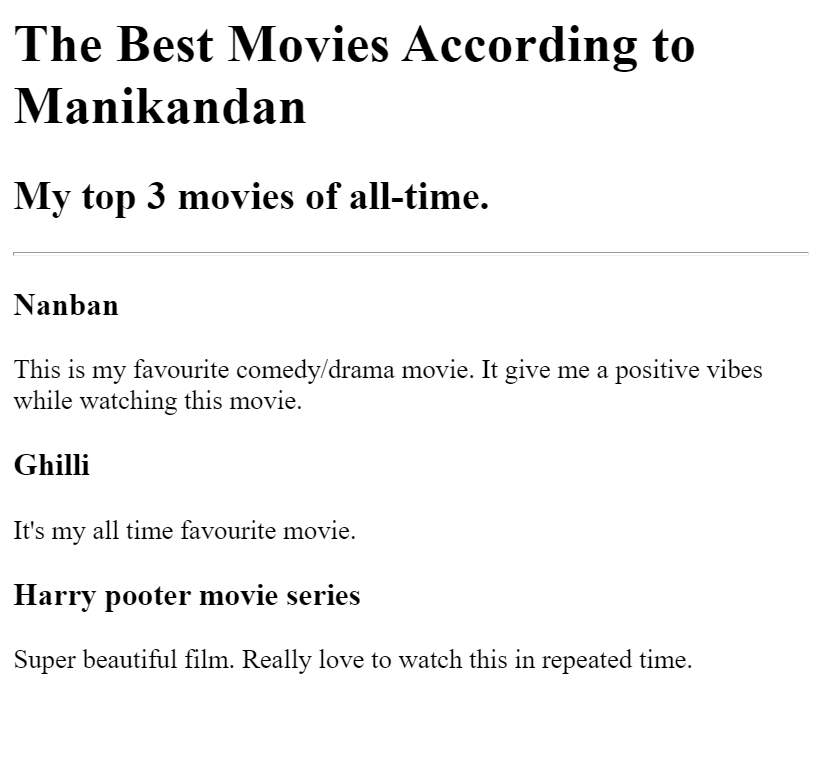 The Best Movies According to
Manikandan
My top 3 movies of all-time.
Nanban
This is my favourite comedy/drama movie. It give me a positive vibes
while watching this movie.
Ghilli
It's my all time favourite movie.
Harry pooter movie series
Super beautiful film. Really love to watch this in repeated time.